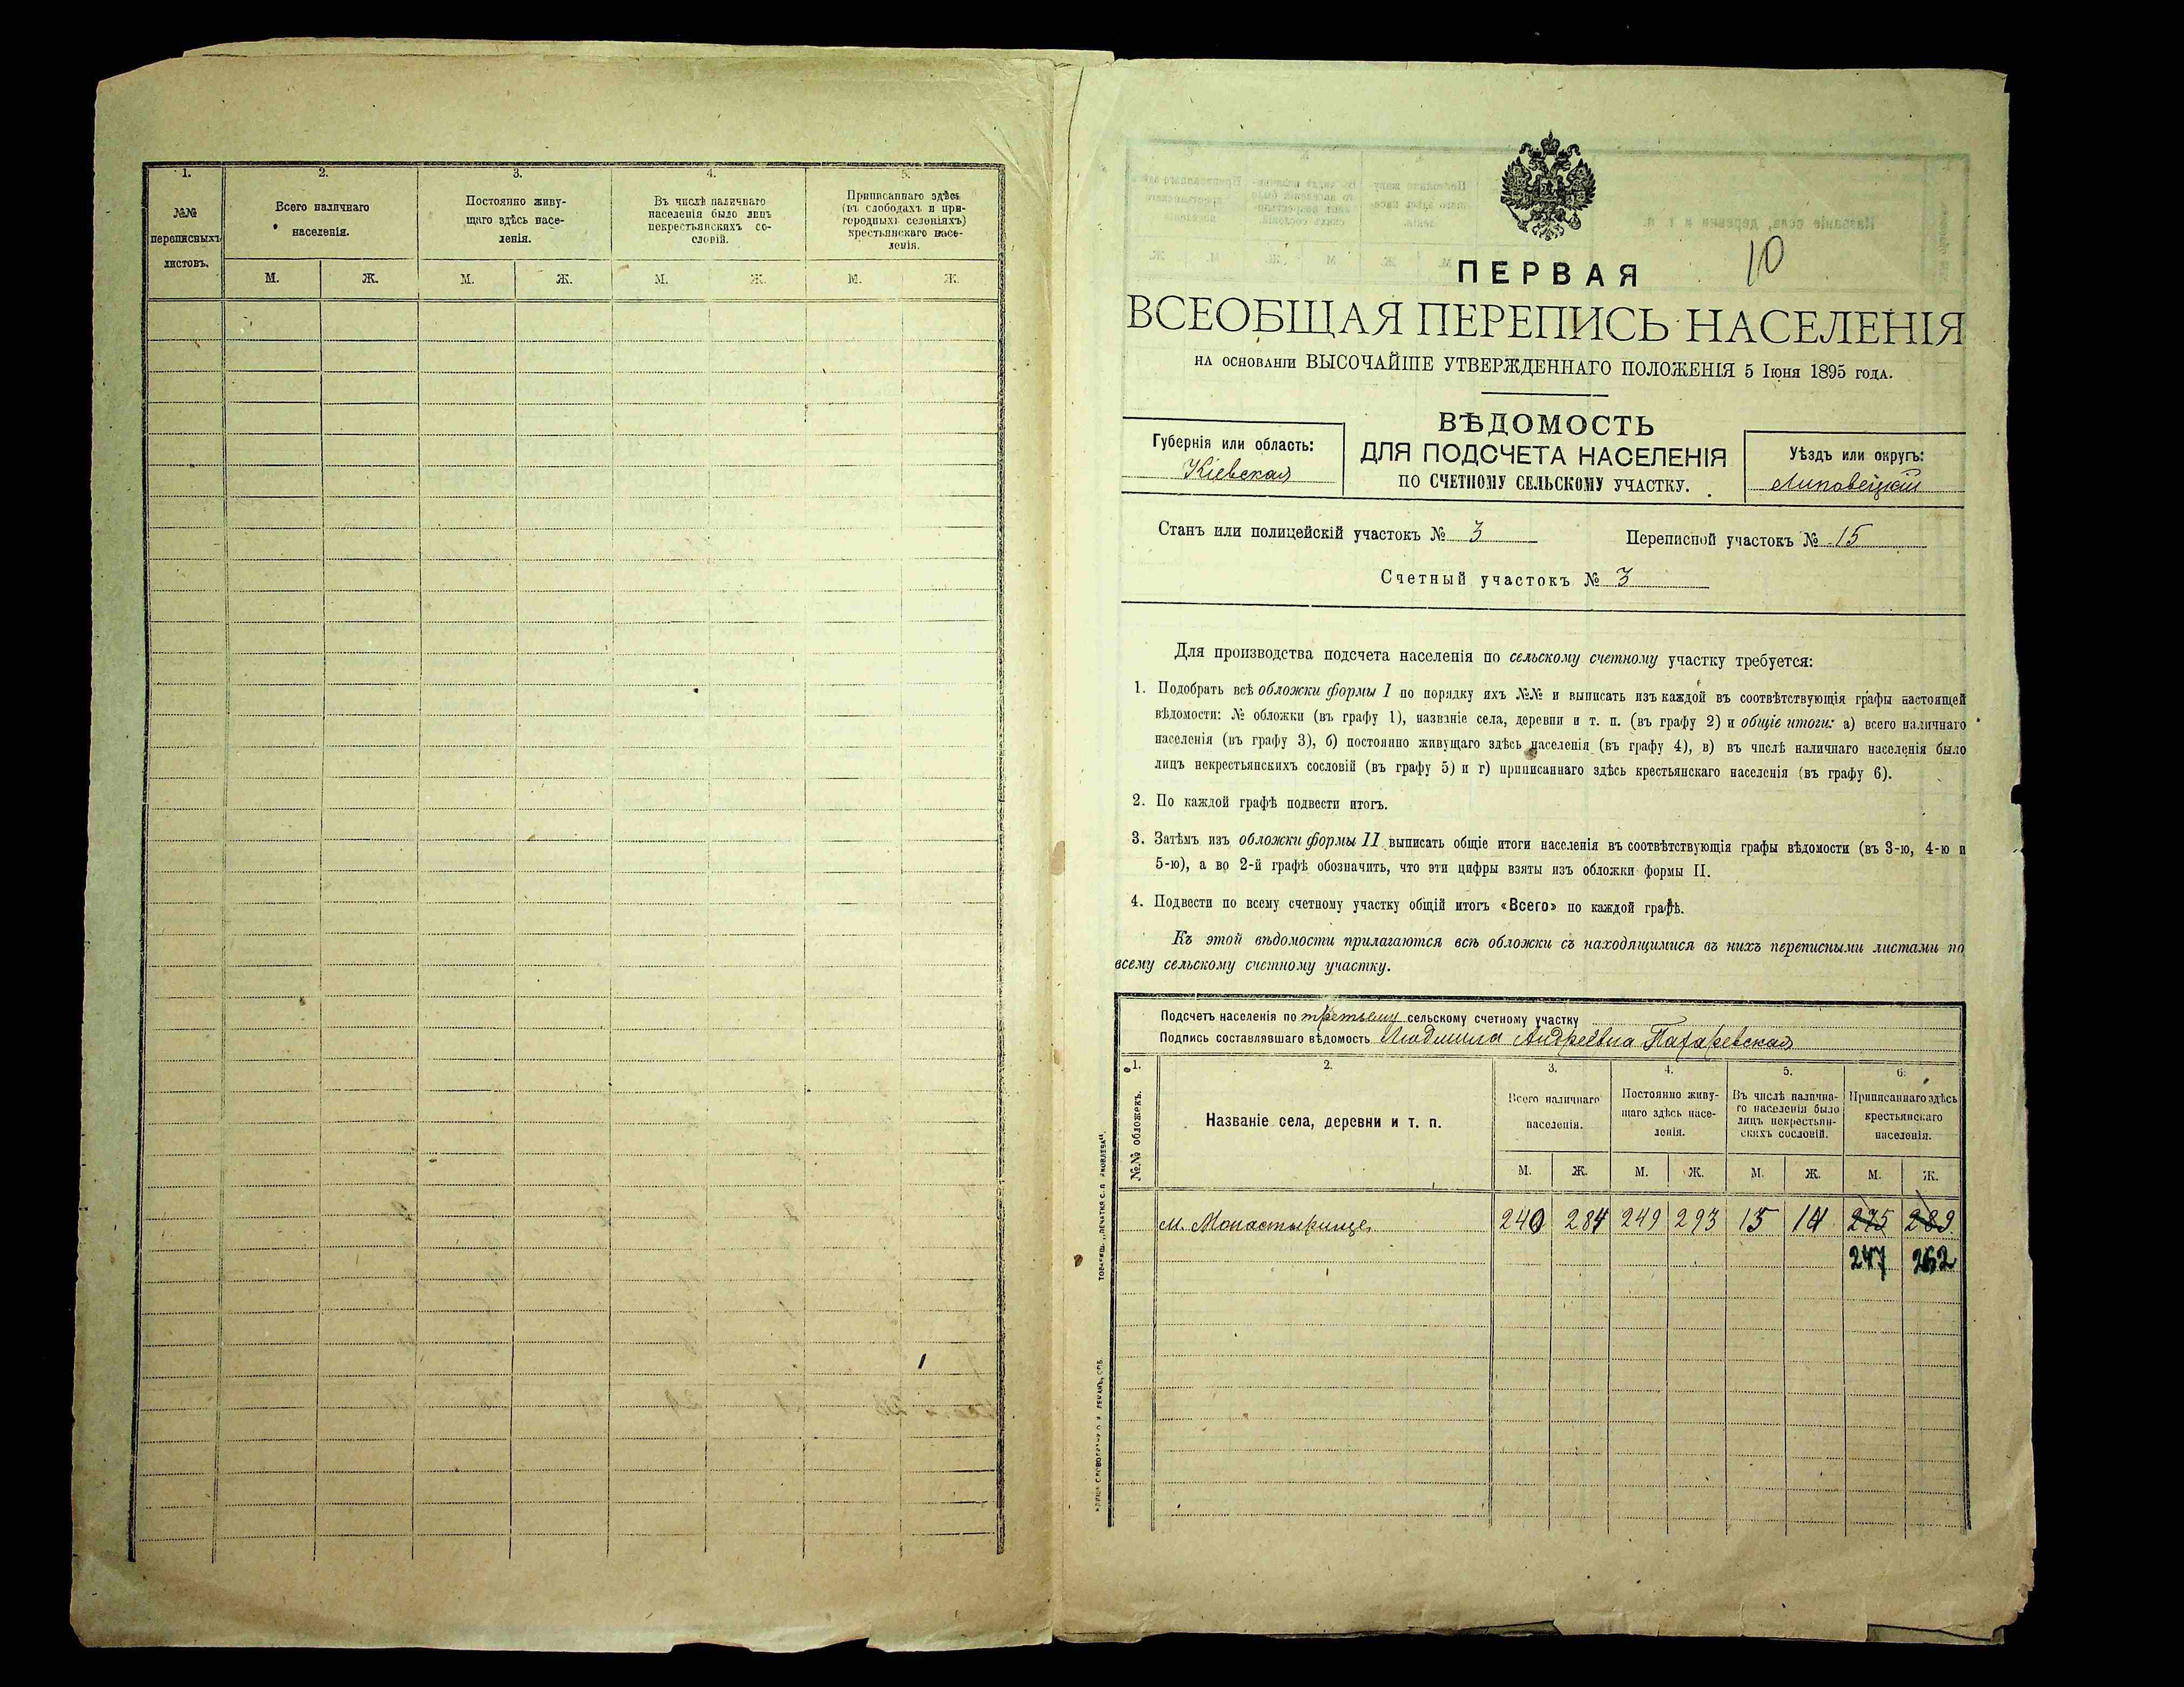 1.
2.
3.
4.
5.
№№ переписныхъ листовъ.
Всего наличнаго населенія.
Постоянно живу-
щаго здѣсь насе-
ленія.
Въ числѣ наличнаго
населенія было лицъ
некрестьянскихъ со-
словій.
Приписаннаго здѣсь
(въ слободахъ и при-
городныхъ селеніяхъ)
крестьянскаго насе-
ленія.
М. Ж. М. Ж. М. Ж. М. Ж.
10
ПЕРВАЯ
ВСЕОБЩАЯ ПЕРЕПИСЬ НАСЕЛЕНІЯ
НА ОСНОВАНІИ ВЫСОЧАЙШЕ УТВЕРЖДЕННАГО ПОЛОЖЕНІЯ 5 Іюня 1895 ГОДА.
Губернія или область:
Кіевская
ВѢДОМОСТЬ
ДЛЯ ПОДСЧЕТА НАСЕЛЕНІЯ
ПО СЧЕТНОМУ СЕЛЬСКОМУ УЧАСТКУ.
Уѣздъ или округъ:
Липовецкій
Станъ или полицейскій участокъ № 3
Переписной участокъ № 15
Счетный участокъ № 3
Для производства подсчета населенія по сельскому счетному участку требуется:
1. Подобрать всѣ обложки формы I по порядку ихъ №№ и выписать изъ каждой въ соотвѣтствующія графы настоящей
вѣдомости: № обложки (въ графу 1), названіе села, деревни и т. п. (въ графу 2) и общіе итоги: а) всего наличнаго
населенія (въ графу 3), б) постоянно живущаго здѣсь населенія (въ графу 4), в) въ числѣ наличнаго населенія было
лицъ некрестьянскихъ сословій (въ графу 5) и г) приписаннаго здѣсь крестьянскаго населенія (въ графу 6).
2. По каждой графѣ подвести итогъ.
3. Затѣмъ изъ обложки формы II выписать общіе итоги населенія въ соотвѣтствующія графы вѣдомости (въ 3-ю, 4-ю и
5-ю), а во 2-й графѣ обозначить, что эти цифры взяты изъ обложки формы II.
4. Подвести по всему счетному участку общій итогъ «Всего» по каждой графѣ.
Къ этой вѣдомости прилагаются всѣ обложки съ находящимися въ нихъ переписными листами по
всему сельскому счетному участку.
Подсчетъ населенія по третьему сельскому счетному участку
Подпись составлявшаго вѣдомость Людмила Андреевна
1. 2. 3. 4. 5. 6.
№№ обложекъ.
Названіе села, деревни и т. п.
Всего наличнаго
населенія.
Постоянно живу-
щаго здѣсь насе-
ленія.
Въ числѣ налична-
го населенія было
лицъ некрестьян-
скихъ сословій.
Приписаннаго здѣсь
крестьянскаго
населенія.
М. Ж. М. Ж. М. Ж. М. Ж.
м. Монастырище 240 284 249 293 15 14 275 289
247 262